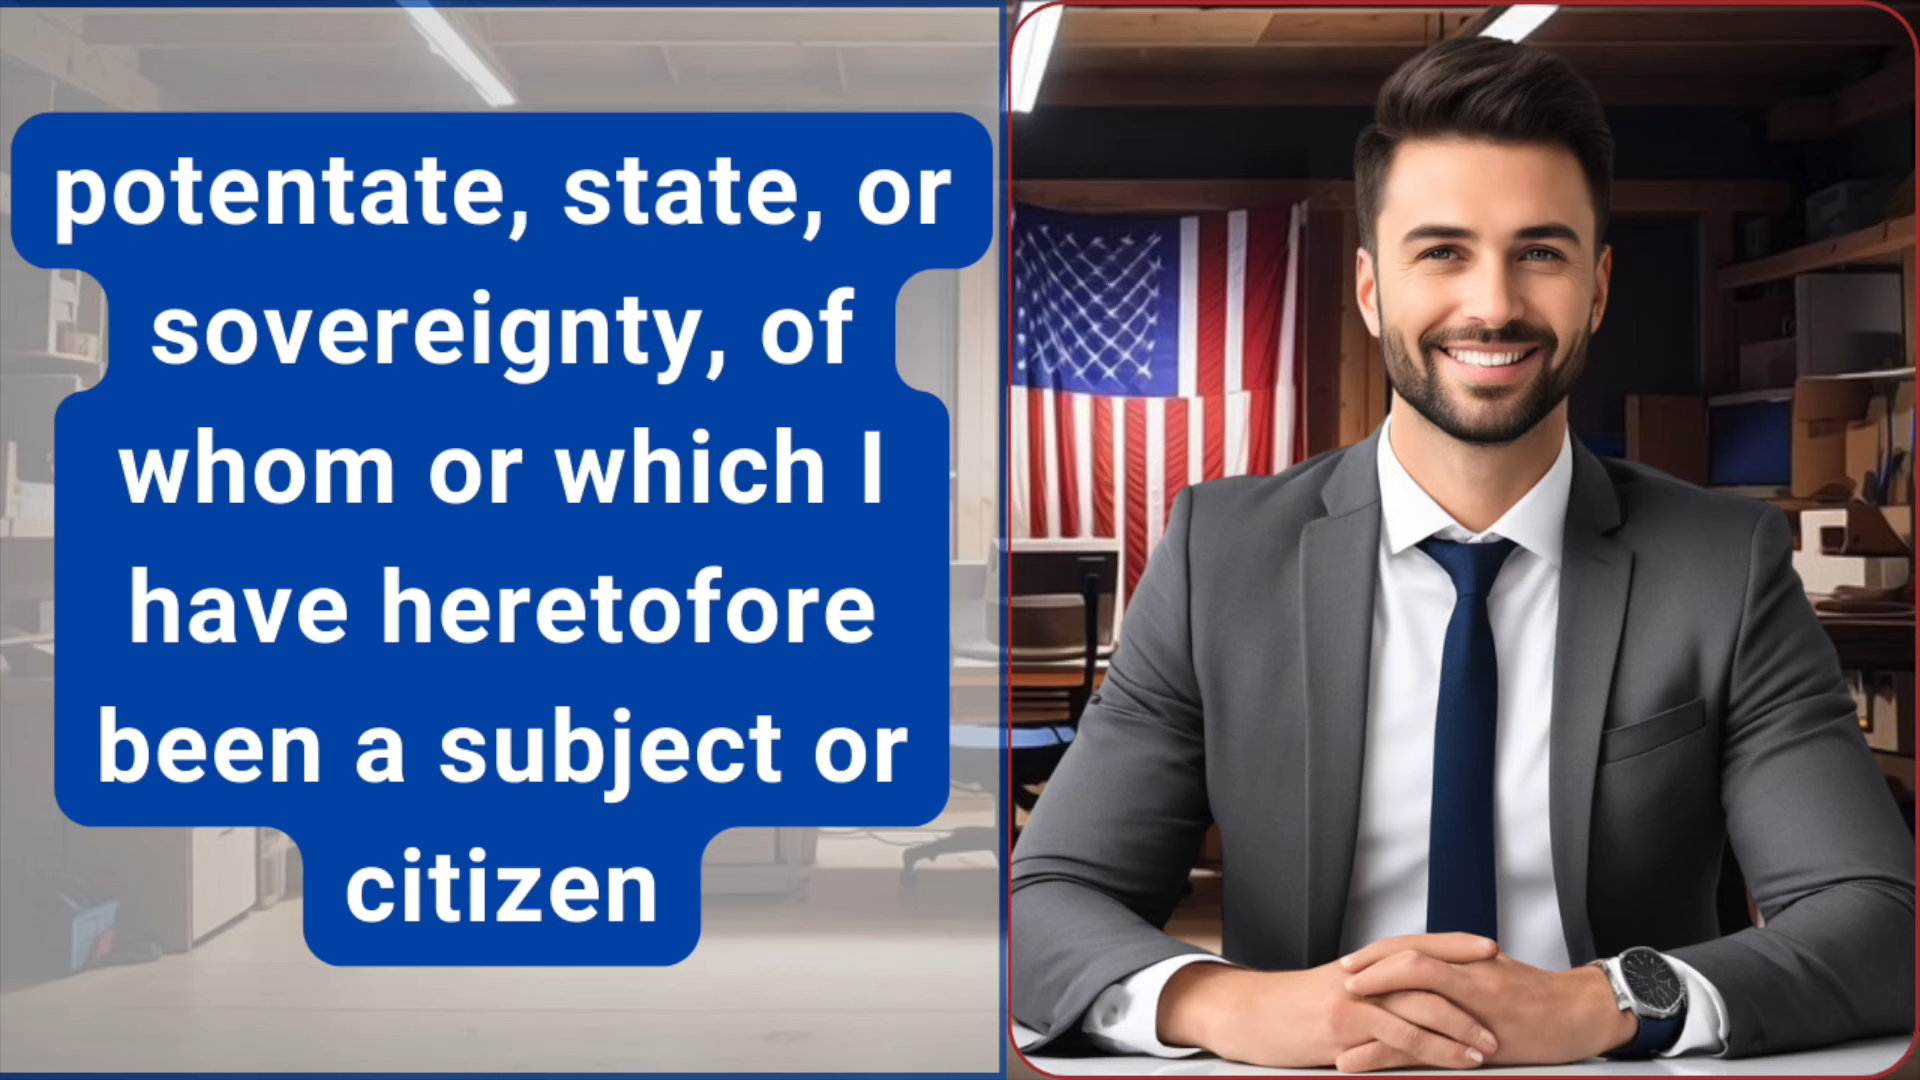 potentate, state, or
sovereignty, of
whom or which I
have heretofore
been a subject or
citizen